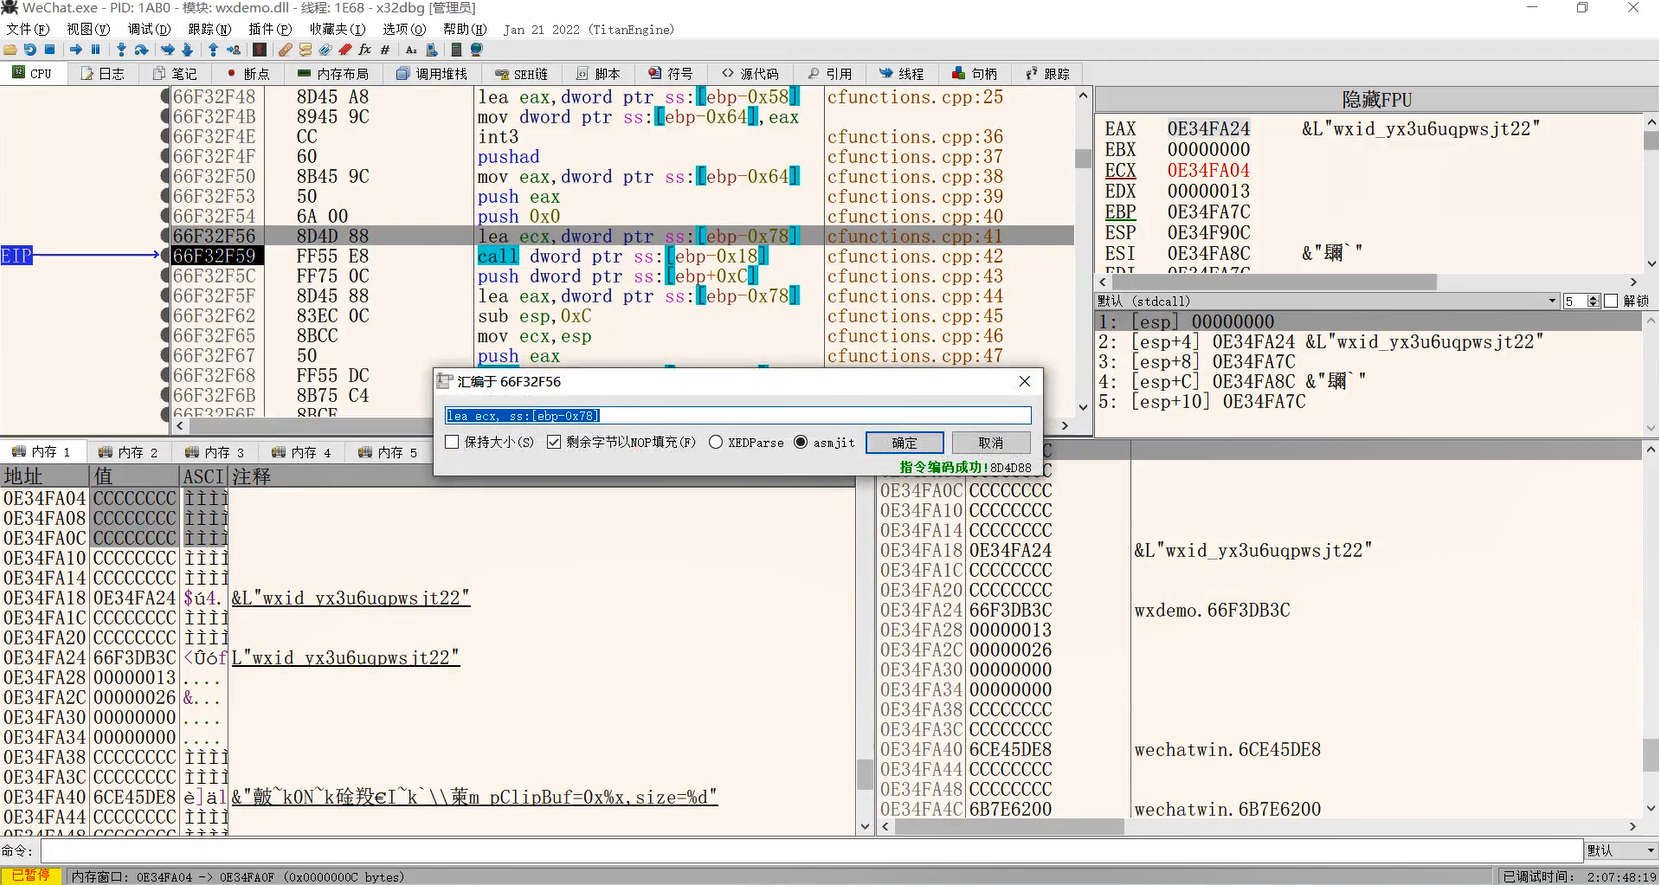 WeChat.exe - PID: 1AB0 - 模块: wxdemo.dll - 线程: 1E68 - x32dbg [管理员]
文件(F) 视图(V) 调试(D) 跟踪(N) 插件(P) 收藏夹(I) 选项(O) 帮助(H) Jan 21 2022 (TitanEngine)
CPU 日志 笔记 断点 内存布局 调用堆栈 SEH链 脚本 符号 源代码 引用 线程 句柄 跟踪
66F32F48 8D45 A8 lea eax,dword ptr ss:[ebp-0x58] cfunctions.cpp:25
66F32F4B 8945 9C mov dword ptr ss:[ebp-0x64],eax
66F32F4E CC int3 cfunctions.cpp:36
66F32F4F 60 pushad cfunctions.cpp:37
66F32F50 8B45 9C mov eax,dword ptr ss:[ebp-0x64] cfunctions.cpp:38
66F32F53 50 push eax cfunctions.cpp:39
66F32F54 6A 00 push 0x0 cfunctions.cpp:40
66F32F56 8D4D 88 lea ecx,dword ptr ss:[ebp-0x78] cfunctions.cpp:41
EIP 66F32F59 FF55 E8 call dword ptr ss:[ebp-0x18] cfunctions.cpp:42
66F32F5C FF75 0C push dword ptr ss:[ebp+0xC] cfunctions.cpp:43
66F32F5F 8D45 88 lea eax,dword ptr ss:[ebp-0x78] cfunctions.cpp:44
66F32F62 83EC 0C sub esp,0xC cfunctions.cpp:45
66F32F65 8BCC mov ecx,esp cfunctions.cpp:46
66F32F67 50 push eax cfunctions.cpp:47
66F32F68 FF55 DC
66F32F6B 8B75 C4
66F32F6E 8BCE
隐藏FPU
EAX 0E34FA24 &L"wxid_yx3u6uqpwsjt22"
EBX 00000000
ECX 0E34FA04
EDX 00000013
EBP 0E34FA7C
ESP 0E34F90C
ESI 0E34FA8C &"
EDI 0E34FA7C
默认 (stdcall) 5 解锁
1: [esp] 00000000
2: [esp+4] 0E34FA24 &L"wxid_yx3u6uqpwsjt22"
3: [esp+8] 0E34FA7C
4: [esp+C] 0E34FA8C &"
5: [esp+10] 0E34FA7C
汇编于 66F32F56
lea ecx, ss:[ebp-0x78]
保持大小(S) 剩余字节以NOP填充(F) XEDParse asmjit 确定 取消
指令编码成功!8D4D88
内存 1 内存 2 内存 3 内存 4 内存 5
地址 值 ASCI 注释
0E34FA04 CCCCCCCC ÌÌÌÌ
0E34FA08 CCCCCCCC ÌÌÌÌ
0E34FA0C CCCCCCCC ÌÌÌÌ
0E34FA10 CCCCCCCC ÌÌÌÌ
0E34FA14 CCCCCCCC ÌÌÌÌ
0E34FA18 0E34FA24 $ú4. &L"wxid_yx3u6uqpwsjt22"
0E34FA1C CCCCCCCC ÌÌÌÌ
0E34FA20 CCCCCCCC ÌÌÌÌ
0E34FA24 66F3DB3C <Ûóf L"wxid_yx3u6uqpwsjt22"
0E34FA28 00000013 ....
0E34FA2C 00000026 &...
0E34FA30 00000000 ....
0E34FA34 00000000 ....
0E34FA38 CCCCCCCC ÌÌÌÌ
0E34FA3C CCCCCCCC ÌÌÌÌ
0E34FA40 6CE45DE8 è]äl pClipBuf=0x%x,size=%d"
0E34FA44 CCCCCCCC ÌÌÌÌ
0E34FA48 CCCCCCCC ÌÌÌÌ
0E34FA0C CCCCCCCC
0E34FA10 CCCCCCCC
0E34FA14 CCCCCCCC
0E34FA18 0E34FA24 &L"wxid_yx3u6uqpwsjt22"
0E34FA1C CCCCCCCC
0E34FA20 CCCCCCCC
0E34FA24 66F3DB3C wxdemo.66F3DB3C
0E34FA28 00000013
0E34FA2C 00000026
0E34FA30 00000000
0E34FA34 00000000
0E34FA38 CCCCCCCC
0E34FA3C CCCCCCCC
0E34FA40 6CE45DE8 wechatwin.6CE45DE8
0E34FA44 CCCCCCCC
0E34FA48 CCCCCCCC
0E34FA4C 6B7E6200 wechatwin.6B7E6200
命令: 默认
已暂停 内存窗口: 0E34FA04 -> 0E34FA0F (0x0000000C bytes) 已调试时间: 2:07:48:19